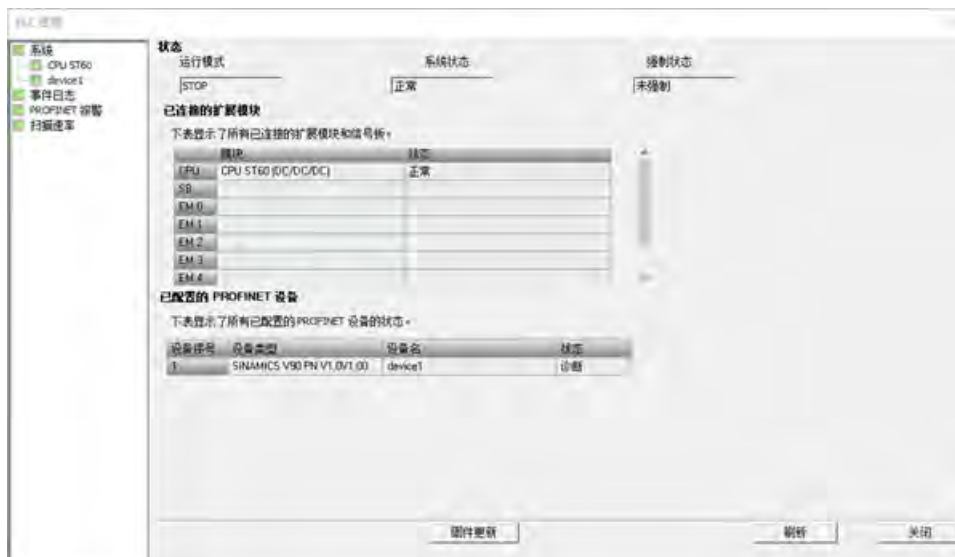 PLC 信息
系统
CPU ST60
device1
事件日志
PROFINET 报警
扫描速率
状态
运行模式 系统状态 强制状态
STOP 正常 未强制
已连接的扩展模块
下表显示了所有已连接的扩展模块和信号板。
模块 状态
CPU CPU ST60 (DC/DC/DC) 正常
SB
EM 0
EM 1
EM 2
EM 3
EM 4
已配置的 PROFINET 设备
下表显示了所有已配置的 PROFINET 设备的状态。
设备序号 设备类型 设备名 状态
1 SINAMICS V90 PN V1.0V1.00 device1 诊断
固件更新 刷新 关闭